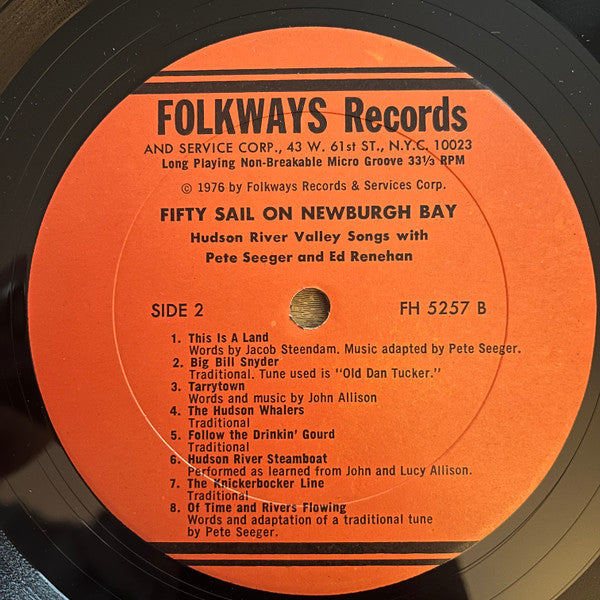 FOLKWAYS Records
AND SERVICE CORP., 43 W. 61st ST., N.Y.C. 10023
Long Playing Non-Breakable Micro Groove 33⅓ RPM
© 1976 by Folkways Records & Services Corp.
FIFTY SAIL ON NEWBURGH BAY
Hudson River Valley Songs with
Pete Seeger and Ed Renehan
SIDE 2 FH 5257 B
1. This Is A Land
Words by Jacob Steendam. Music adapted by Pete Seeger.
2. Big Bill Snyder
Traditional. Tune used is "Old Dan Tucker."
3. Tarrytown
Words and music by John Allison
4. The Hudson Whalers
Traditional
5. Follow the Drinkin' Gourd
Traditional
6. Hudson River Steamboat
Performed as learned from John and Lucy Allison.
7. The Knickerbocker Line
Traditional
8. Of Time and Rivers Flowing
Words and adaptation of a traditional tune
by Pete Seeger.